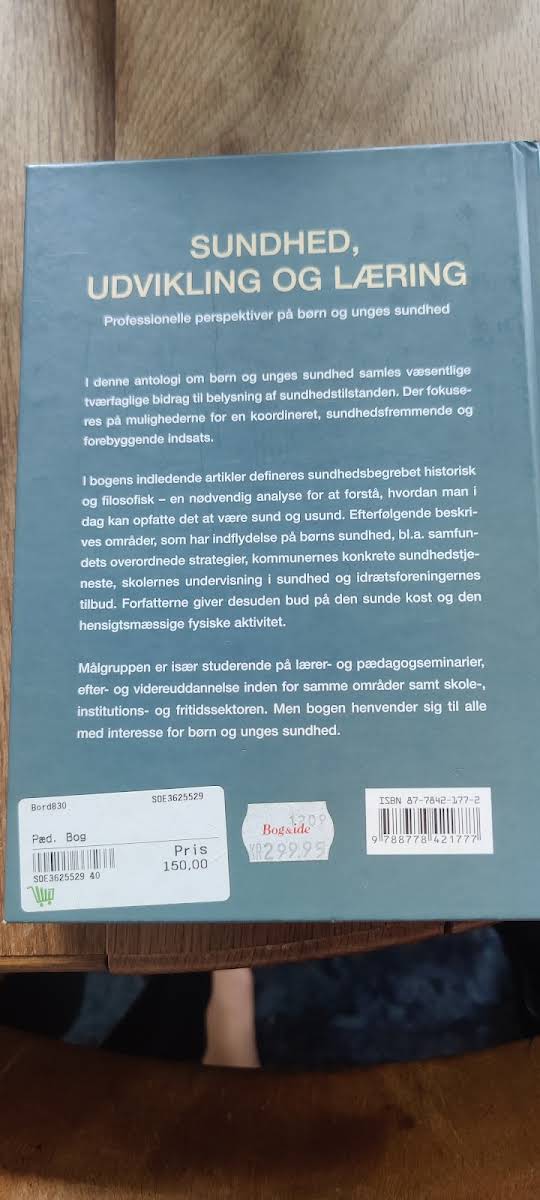 SUNDHED,
UDVIKLING OG LÆRING
Professionelle perspektiver på børn og unges sundhed
I denne antologi om børn og unges sundhed samles væsentlige
tværfaglige bidrag til belysning af sundhedstilstanden. Der fokuse-
res på mulighederne for en koordineret, sundhedsfremmende og
forebyggende indsats.
I bogens indledende artikler defineres sundhedsbegrebet historisk
og filosofisk – en nødvendig analyse for at forstå, hvordan man i
dag kan opfatte det at være sund og usund. Efterfølgende beskri-
ves områder, som har indflydelse på børns sundhed, bl.a. samfun-
dets overordnede strategier, kommunernes konkrete sundhedstje-
neste, skolernes undervisning i sundhed og idrætsforeningernes
tilbud. Forfatterne giver desuden bud på den sunde kost og den
hensigtsmæssige fysiske aktivitet.
Målgruppen er især studerende på lærer- og pædagogseminarier,
efter- og videreuddannelse inden for samme områder samt skole-,
institutions- og fritidssektoren. Men bogen henvender sig til alle
med interesse for børn og unges sundhed.
Bord830 SOE3625529
Pæd. Bog
Pris
150,00
SOE3625529 40
1209
Bog&idé
KR299.95
ISBN 87-7842-177-2
9 788778 421777